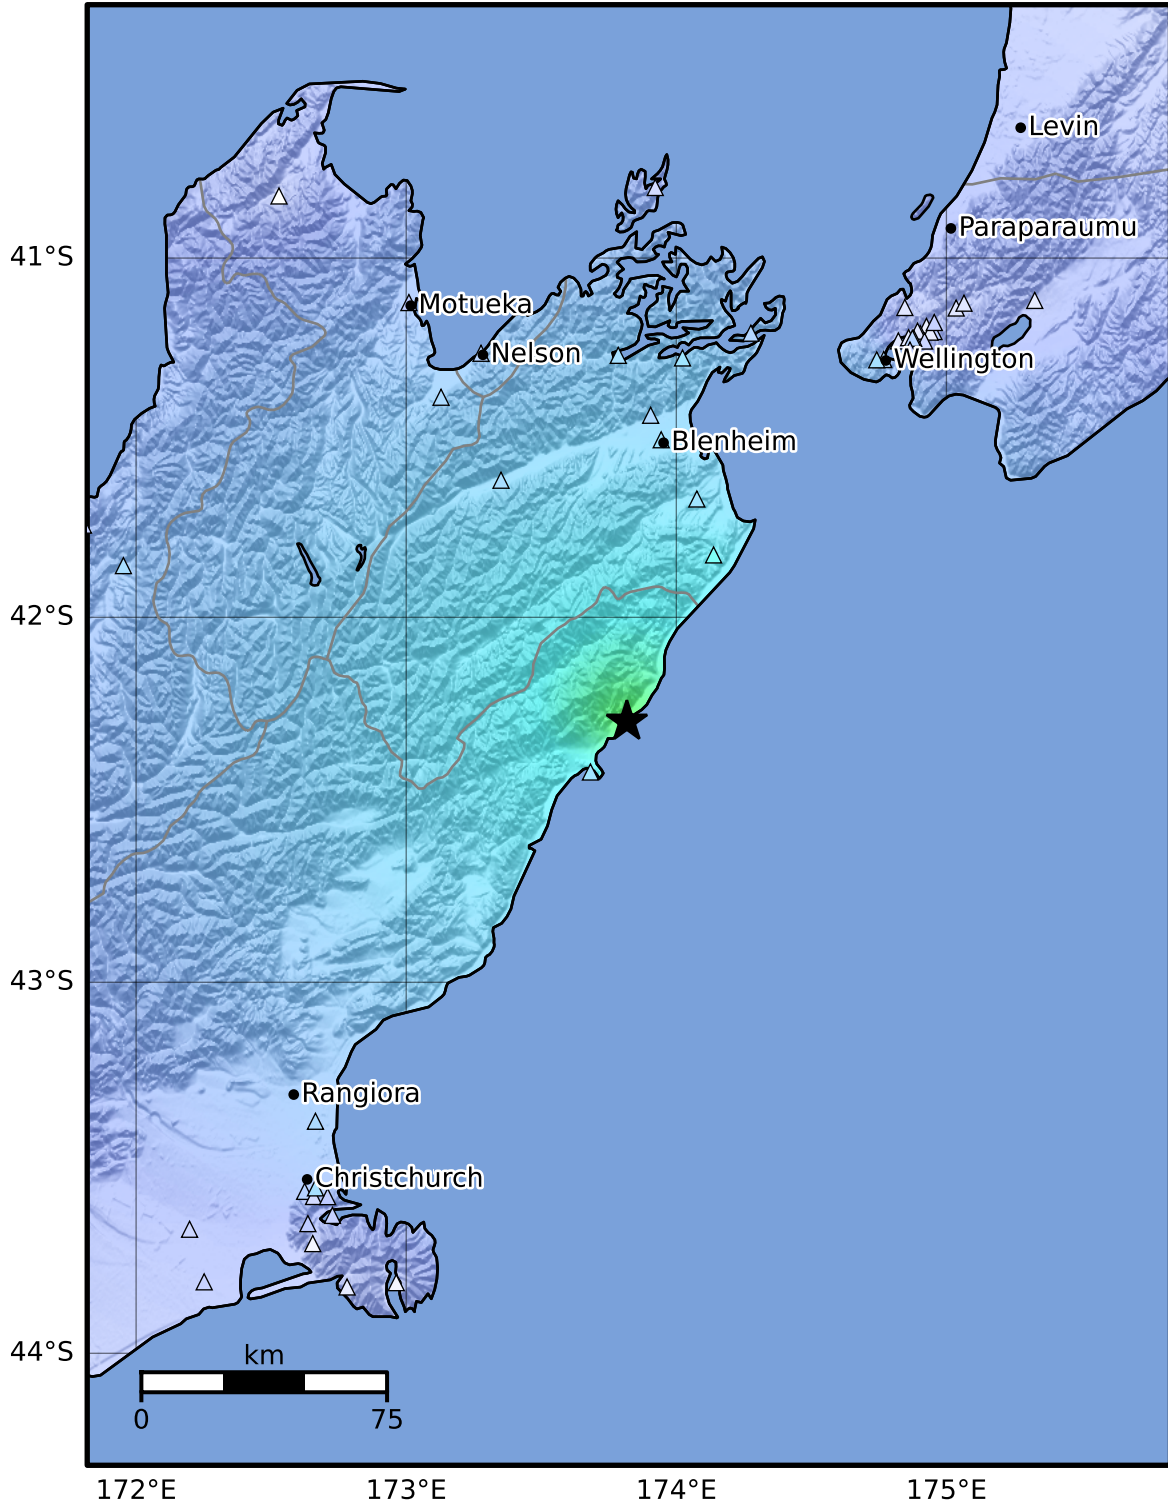 Levin
Paraparaumu
41°S
Motueka
Nelson
Wellington
Blenheim
42°S
43°S
Rangiora
Christchurch
44°S
km
0 75
172°E 173°E 174°E 175°E